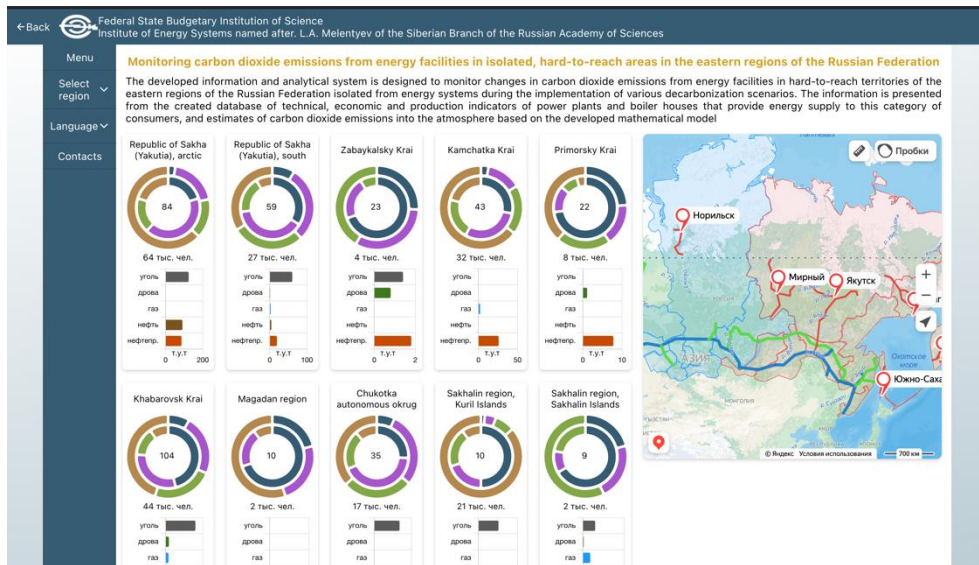 ←Back
Federal State Budgetary Institution of Science
Institute of Energy Systems named after. L.A. Melentyev of the Siberian Branch of the Russian Academy of Sciences
Menu
Select
region
Language
Contacts
Monitoring carbon dioxide emissions from energy facilities in isolated, hard-to-reach areas in the eastern regions of the Russian Federation
The developed information and analytical system is designed to monitor changes in carbon dioxide emissions from energy facilities in hard-to-reach territories of the
eastern regions of the Russian Federation isolated from energy systems during the implementation of various decarbonization scenarios. The information is presented
from the created database of technical, economic and production indicators of power plants and boiler houses that provide energy supply to this category of
consumers, and estimates of carbon dioxide emissions into the atmosphere based on the developed mathematical model
Republic of Sakha
(Yakutia), arctic
84
64 тыс. чел.
уголь
дрова
газ
нефть
нефтепр.
т.у.т
0 200
Republic of Sakha
(Yakutia), south
59
27 тыс. чел.
уголь
дрова
газ
нефть
нефтепр.
т.у.т
0 100
Zabaykalsky Krai
23
4 тыс. чел.
уголь
дрова
газ
нефть
нефтепр.
т.у.т
0 2
Kamchatka Krai
43
32 тыс. чел.
уголь
дрова
газ
нефть
нефтепр.
т.у.т
0 50
Primorsky Krai
22
8 тыс. чел.
уголь
дрова
газ
нефть
нефтепр.
т.у.т
0 10
Khabarovsk Krai
104
44 тыс. чел.
уголь
дрова
газ
Magadan region
10
2 тыс. чел.
уголь
дрова
газ
Chukotka
autonomous okrug
35
17 тыс. чел.
уголь
дрова
газ
Sakhalin region,
Kuril Islands
10
21 тыс. чел.
уголь
дрова
газ
Sakhalin region,
Sakhalin Islands
9
2 тыс. чел.
уголь
дрова
газ
Пробки
Норильск
Мирный
Якутск
РОССИЯ
АЗИЯ
Охотское
море
Южно-Саха
МОНГОЛИЯ
© Яндекс Условия использования
700 км